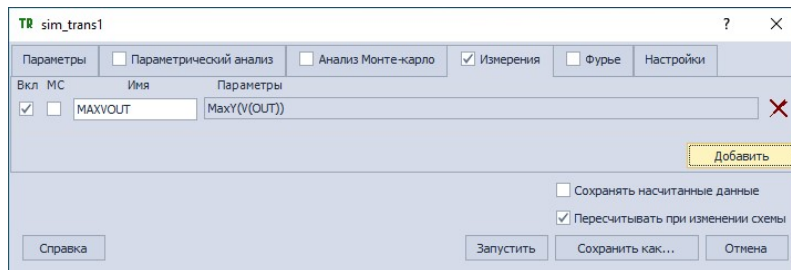 TR sim_trans1 ? X
Параметры Параметрический анализ Анализ Монте-карло Измерения Фурье Настройки
Вкл МС Имя Параметры
MAXVOUT MaxY(V(OUT))
Добавить
Сохранять насчитанные данные
Пересчитывать при изменении схемы
Справка Запустить Сохранить как... Отмена